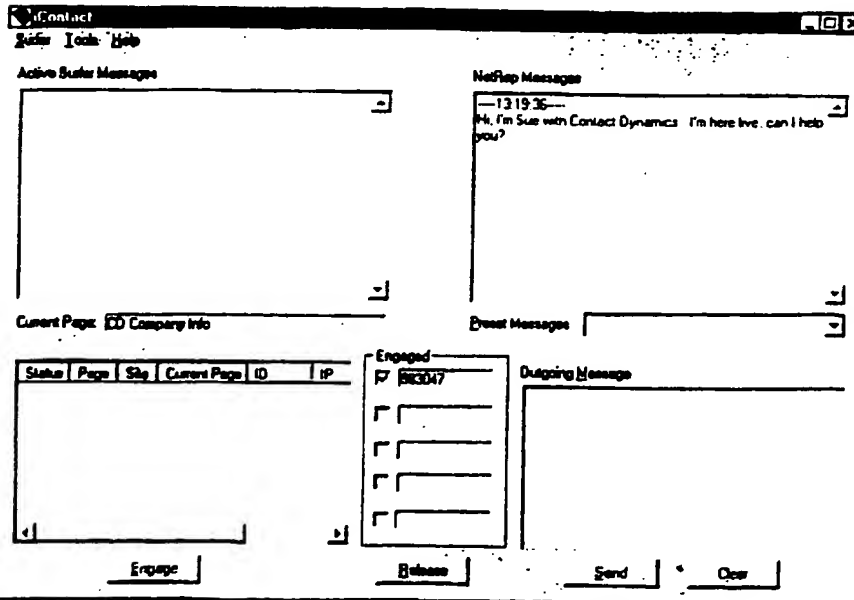 iContact
Surfer Tools Help
Active Surfer Messages
NetRep Messages
----13:19:36----
Hi, I'm Sue with Contact Dynamics. I'm here live, can I help
you?
Current Page: CD Company Info
Preset Messages
Status Page Site Current Page ID IP
Engaged
983047
Outgoing Message
Engage
Release
Send
Clear